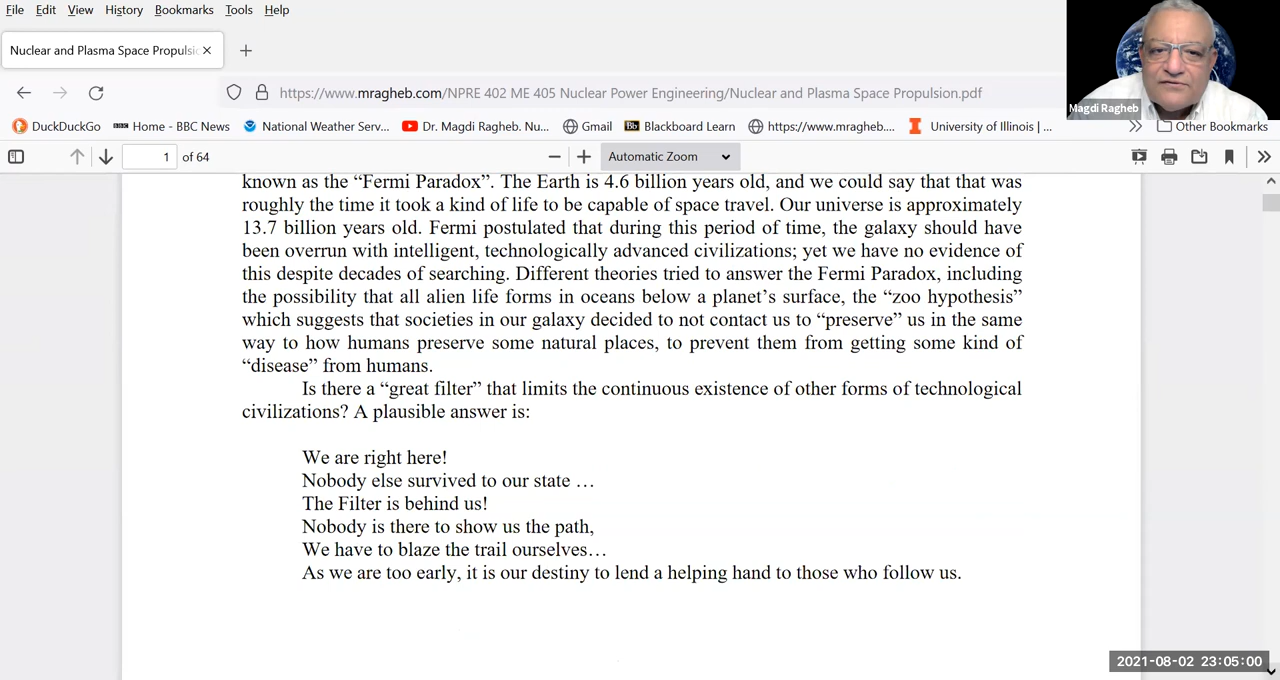 File Edit View History Bookmarks Tools Help
Nuclear and Plasma Space Propulsi
https://www.mragheb.com/NPRE 402 ME 405 Nuclear Power Engineering/Nuclear and Plasma Space Propulsion.pdf
Magdi Ragheb
DuckDuckGo BBC Home - BBC News National Weather Serv... Dr. Magdi Ragheb. Nu... Gmail Bb Blackboard Learn https://www.mragheb.... University of Illinois |... Other Bookmarks
1 of 64 Automatic Zoom
known as the “Fermi Paradox”. The Earth is 4.6 billion years old, and we could say that that was
roughly the time it took a kind of life to be capable of space travel. Our universe is approximately
13.7 billion years old. Fermi postulated that during this period of time, the galaxy should have
been overrun with intelligent, technologically advanced civilizations; yet we have no evidence of
this despite decades of searching. Different theories tried to answer the Fermi Paradox, including
the possibility that all alien life forms in oceans below a planet’s surface, the “zoo hypothesis”
which suggests that societies in our galaxy decided to not contact us to “preserve” us in the same
way to how humans preserve some natural places, to prevent them from getting some kind of
“disease” from humans.
Is there a “great filter” that limits the continuous existence of other forms of technological
civilizations? A plausible answer is:
We are right here!
Nobody else survived to our state …
The Filter is behind us!
Nobody is there to show us the path,
We have to blaze the trail ourselves…
As we are too early, it is our destiny to lend a helping hand to those who follow us.
2021-08-02 23:05:00